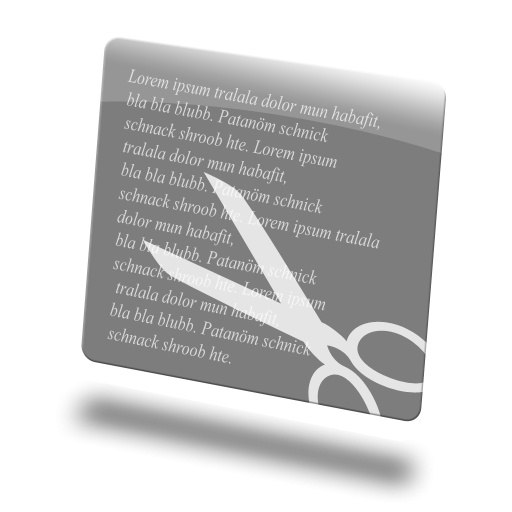 Lorem ipsum tralala dolor mun habafit,
bla bla blubb. Patanöm schnick
schnack shroob hte. Lorem ipsum
tralala dolor mun habafit,
bla bla blubb. Patanöm schnick
schnack shroob hte. Lorem ipsum tralala
dolor mun habafit,
bla bla blubb. Patanöm schnick
schnack shroob hte. Lorem ipsum
tralala dolor mun habafit,
bla bla blubb. Patanöm schnick
schnack shroob hte.